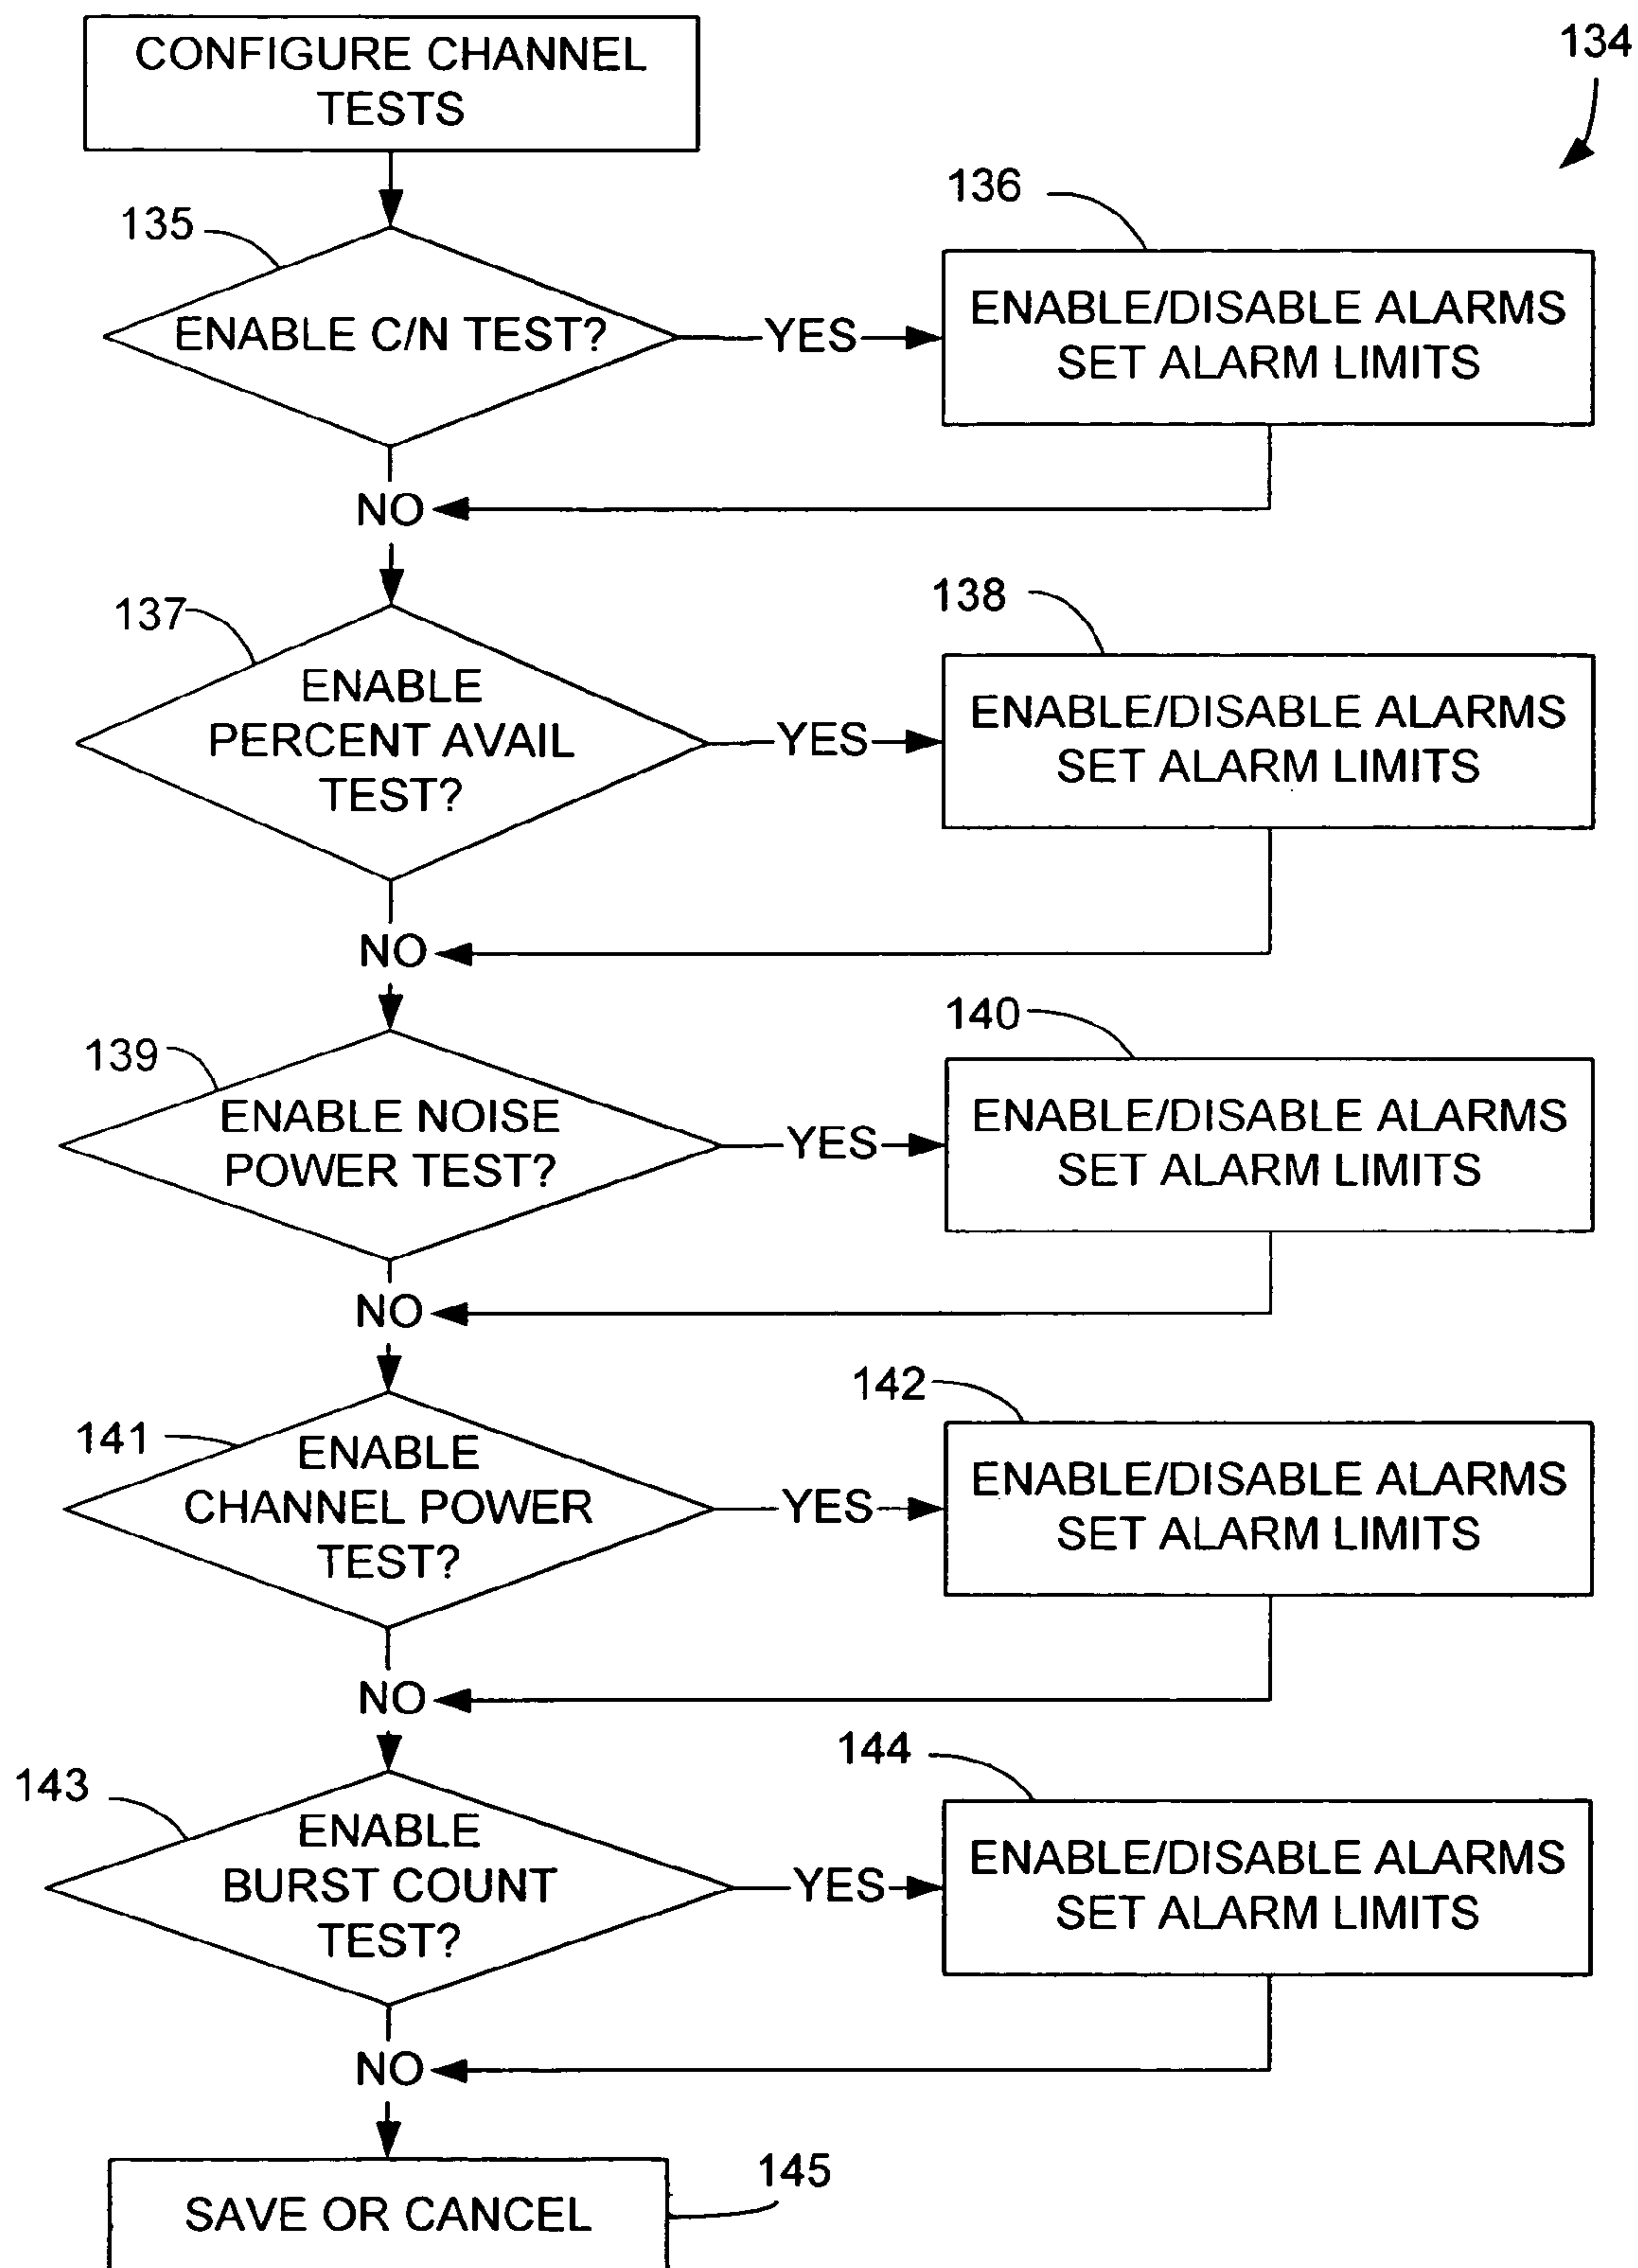 CONFIGURE CHANNEL
TESTS
134
135
ENABLE C/N TEST?
YES
136
ENABLE/DISABLE ALARMS
SET ALARM LIMITS
NO
137
ENABLE
PERCENT AVAIL
TEST?
YES
138
ENABLE/DISABLE ALARMS
SET ALARM LIMITS
NO
139
ENABLE NOISE
POWER TEST?
YES
140
ENABLE/DISABLE ALARMS
SET ALARM LIMITS
NO
141
ENABLE
CHANNEL POWER
TEST?
YES
142
ENABLE/DISABLE ALARMS
SET ALARM LIMITS
NO
143
ENABLE
BURST COUNT
TEST?
YES
144
ENABLE/DISABLE ALARMS
SET ALARM LIMITS
NO
SAVE OR CANCEL
145